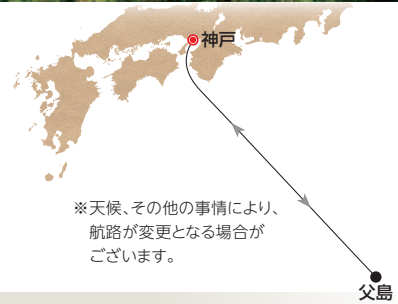 神戸
※天候、その他の事情により、
航路が変更となる場合が
ございます。
父島